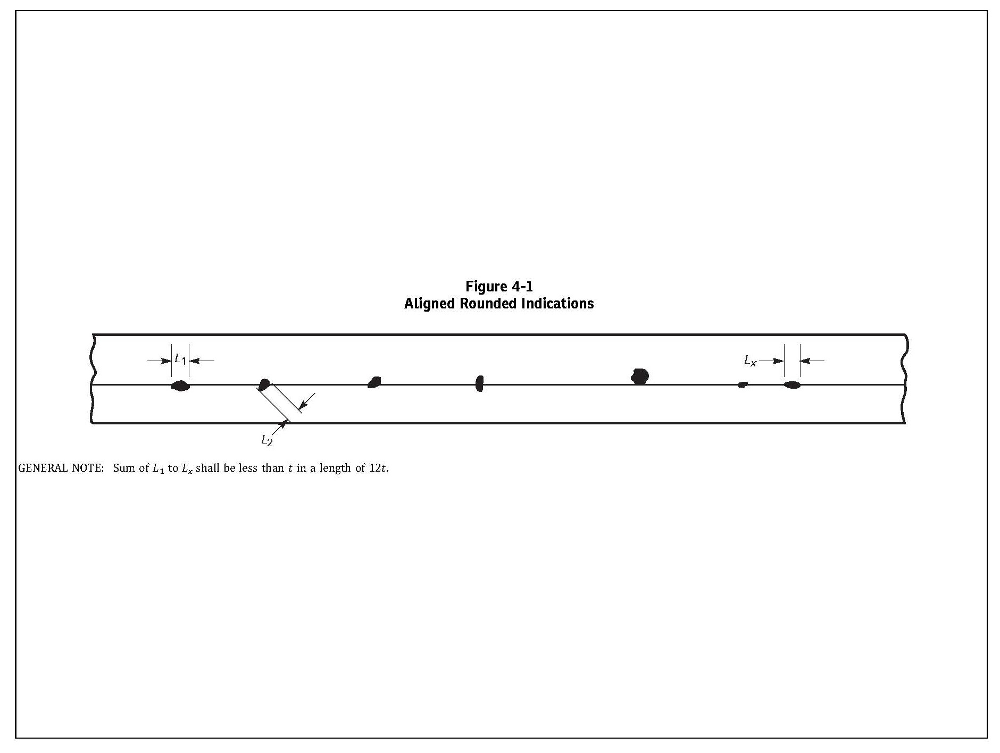 Figure 4-1
Aligned Rounded Indications
L1
Lx
L2
GENERAL NOTE: Sum of L1 to Lx shall be less than t in a length of 12t.